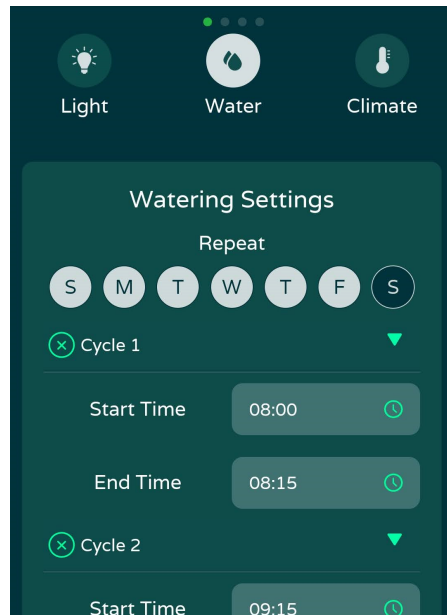 Light Water Climate
Watering Settings
Repeat
S M T W T F S
Cycle 1
Start Time 08:00
End Time 08:15
Cycle 2
Start Time 09:15